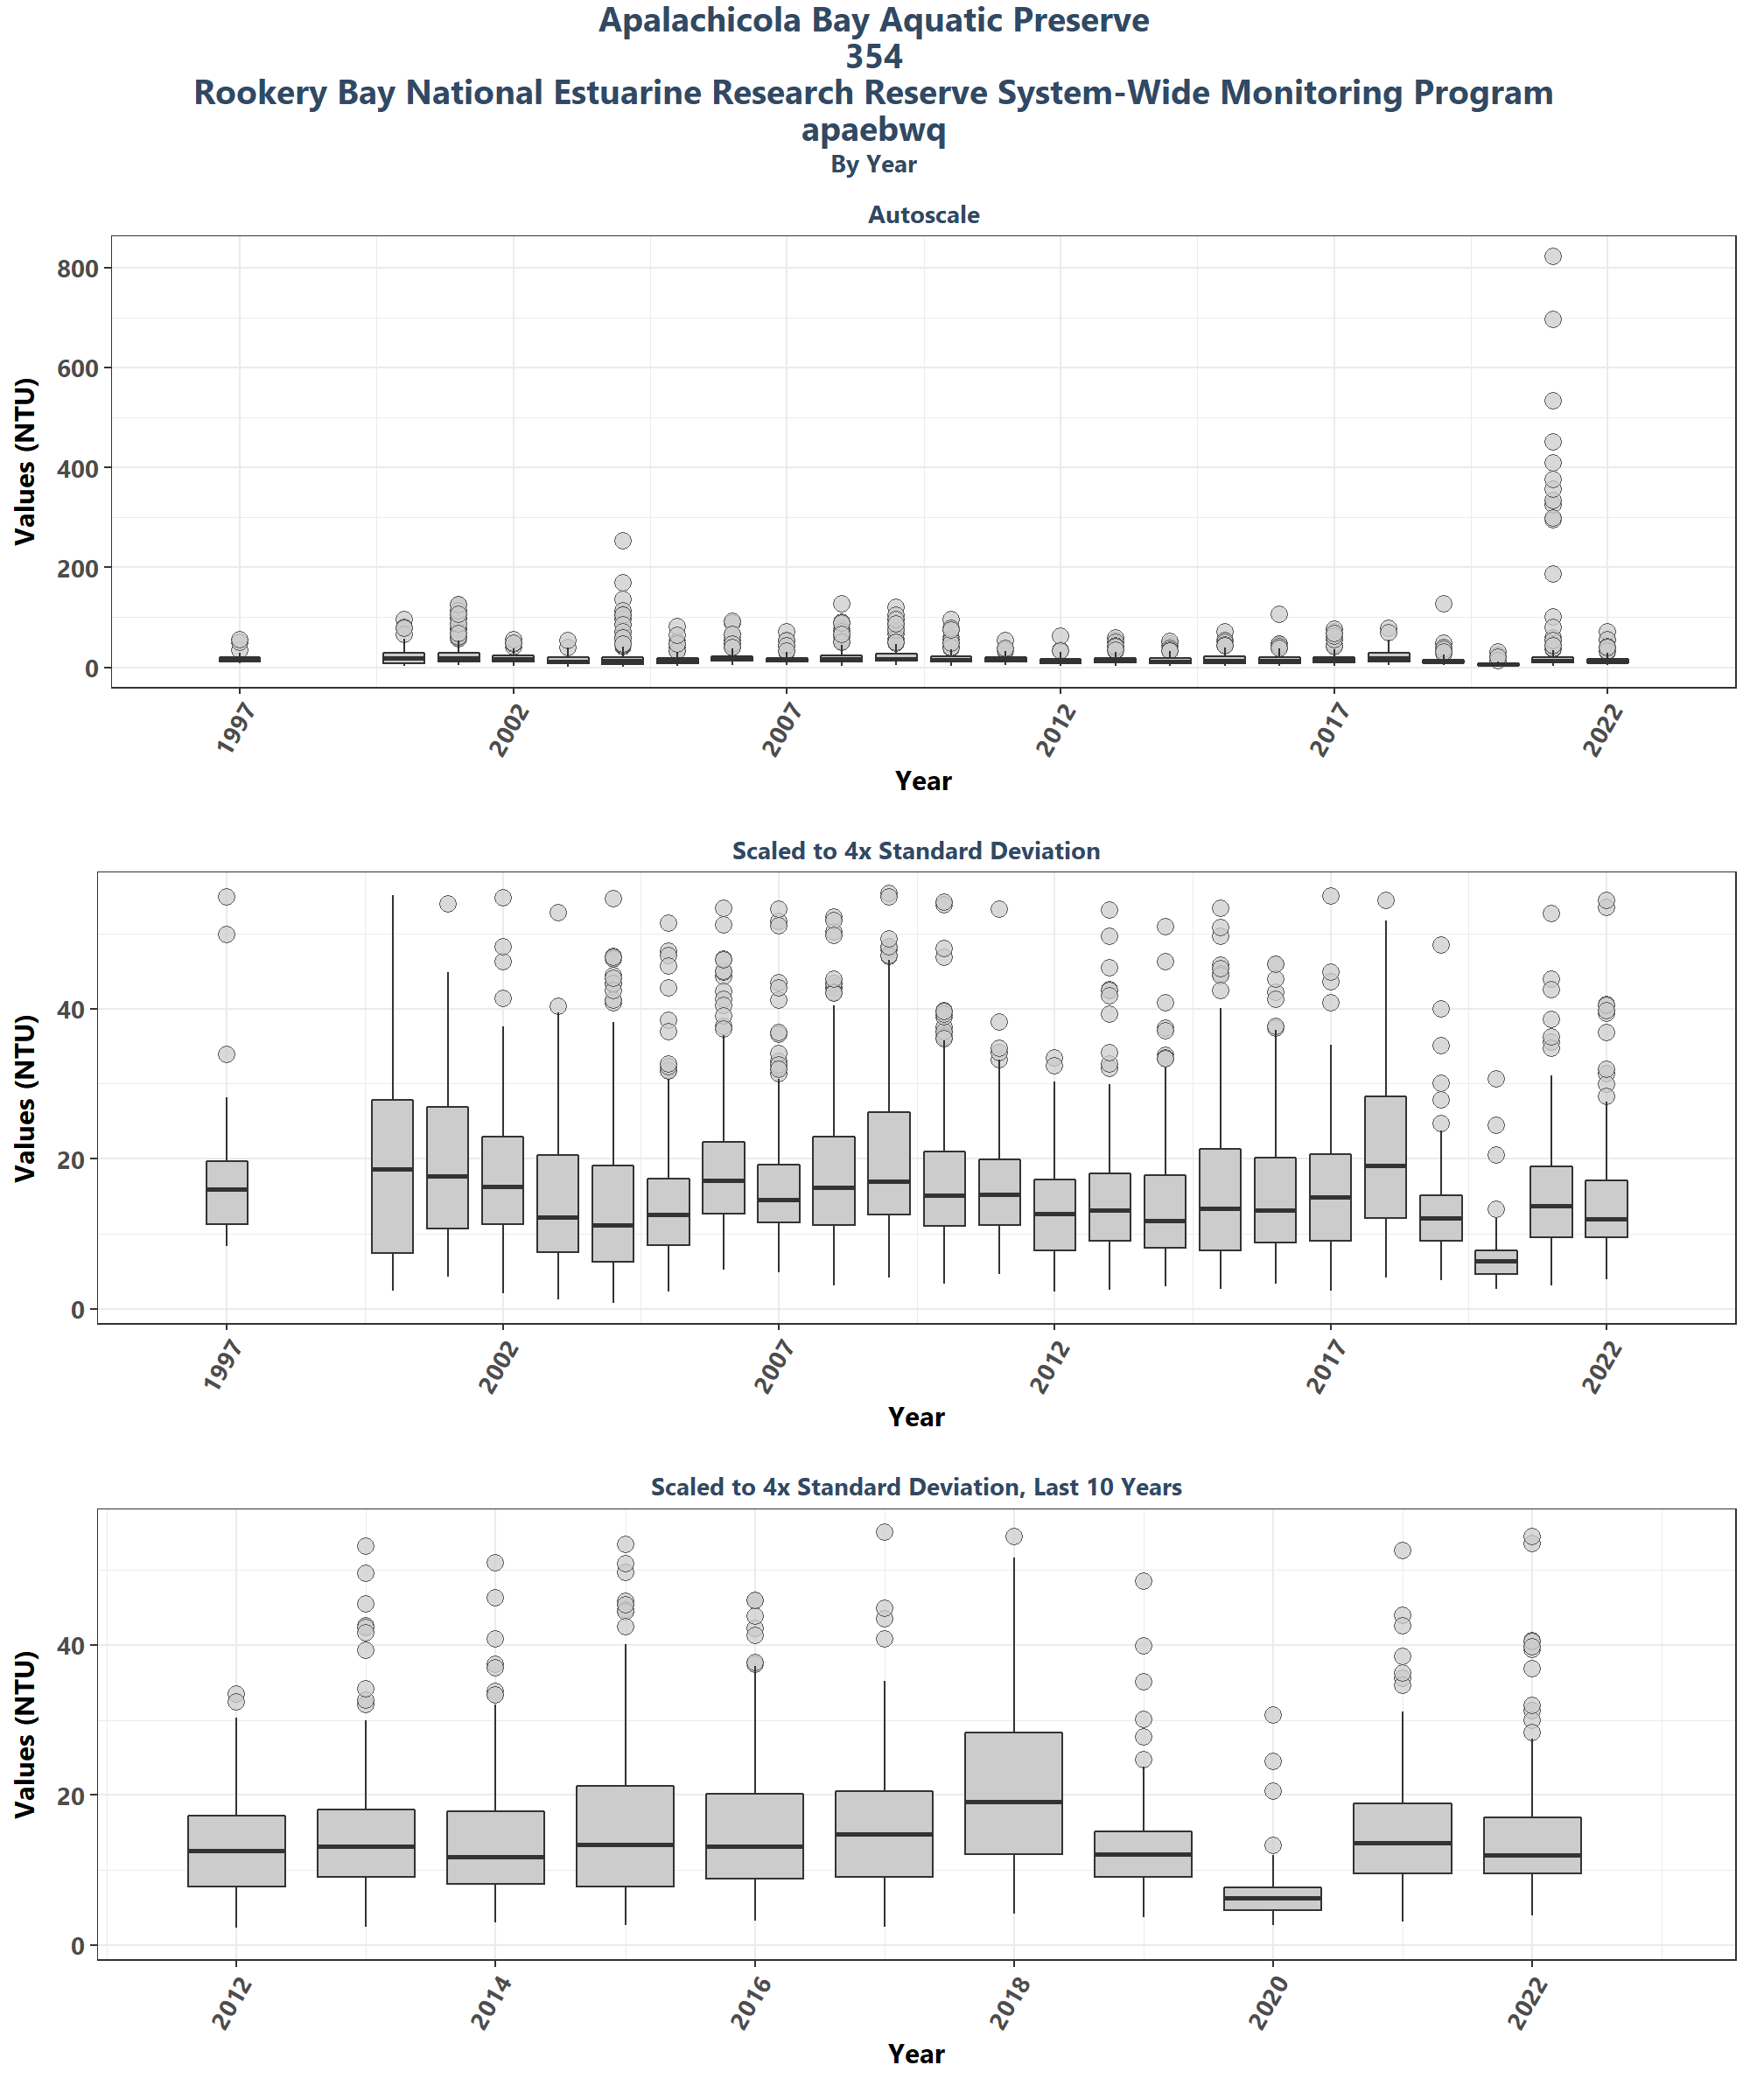 Apalachicola Bay Aquatic Preserve
354
Rookery Bay National Estuarine Research Reserve System-Wide Monitoring Program
apaebwq
By Year
Autoscale
Values (NTU)
800
600
400
200
0
1997 2002 2007 2012 2017 2022
Year
Scaled to 4x Standard Deviation
Values (NTU)
40
20
0
1997 2002 2007 2012 2017 2022
Year
Scaled to 4x Standard Deviation, Last 10 Years
Values (NTU)
40
20
0
2012 2014 2016 2018 2020 2022
Year